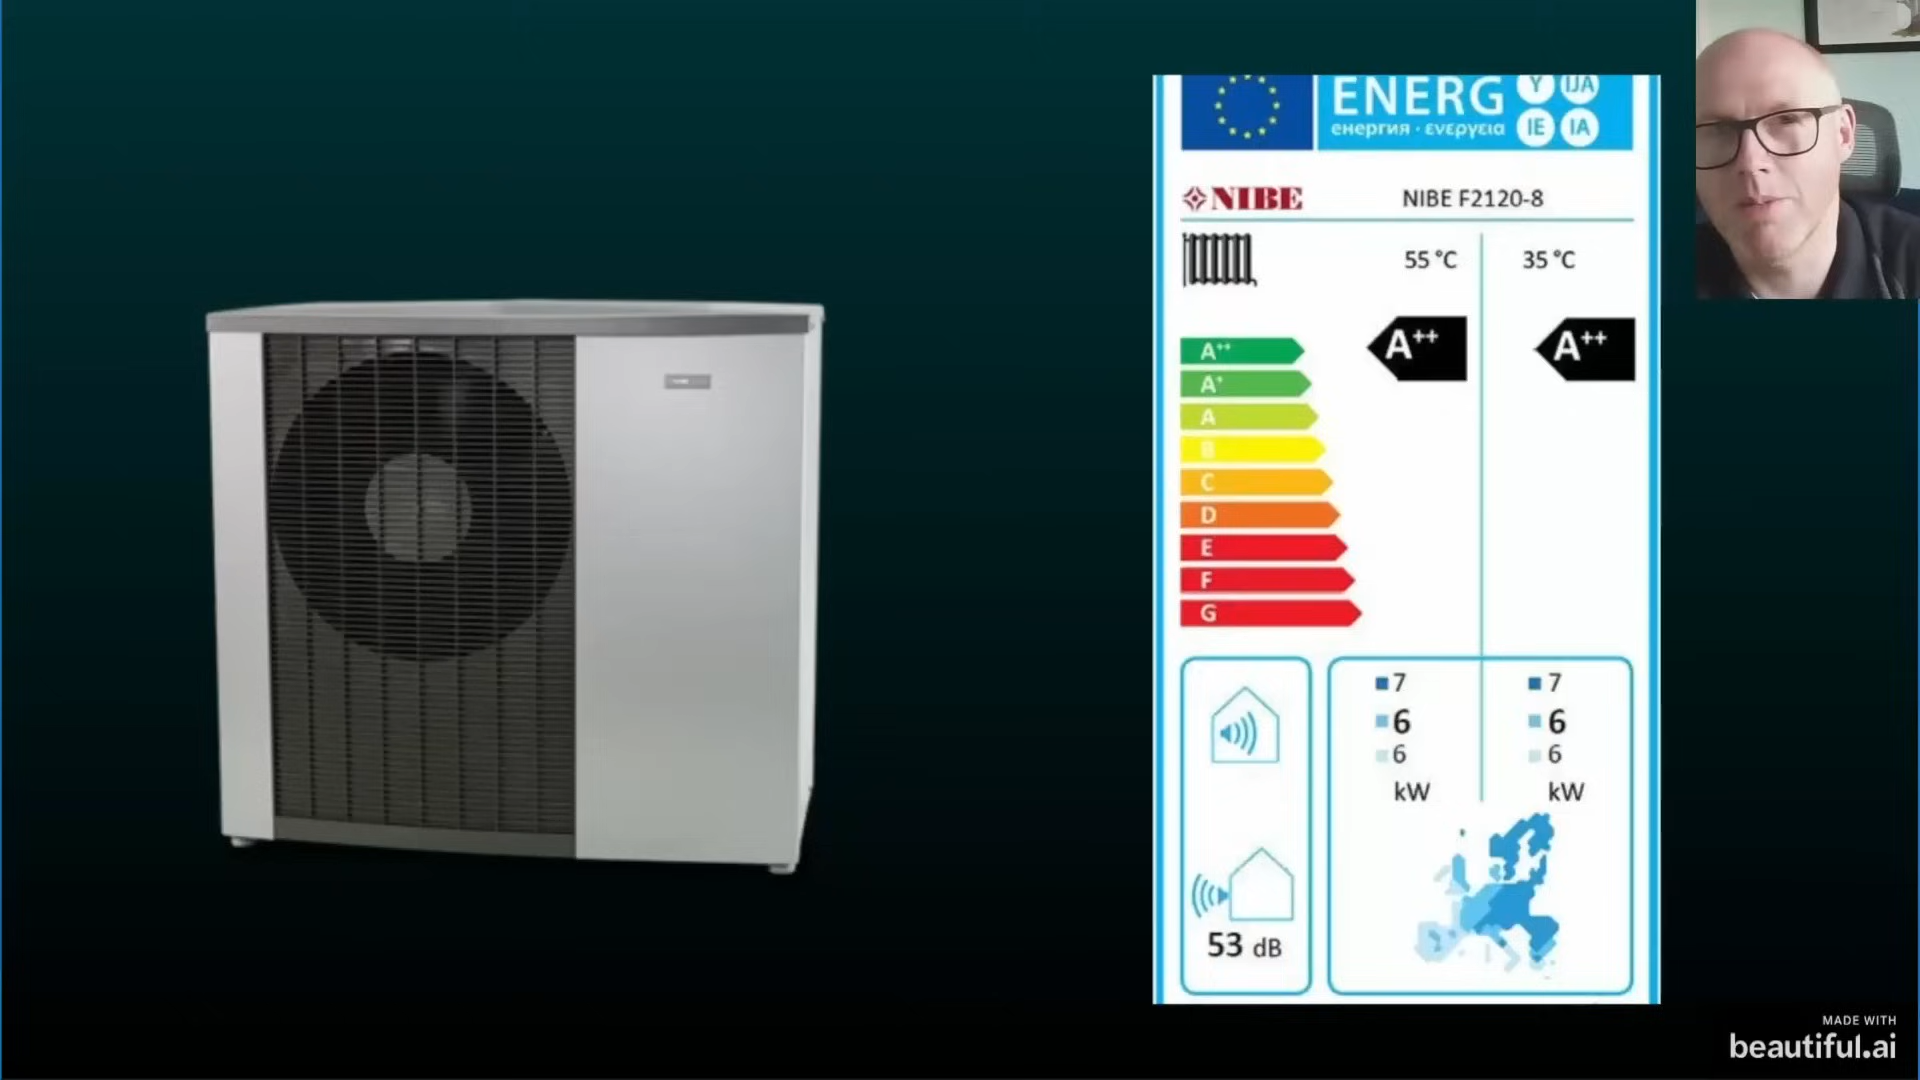 ENERG
Y IJA
IE IA
енергия · ενεργεια
NIBE
NIBE F2120-8
55 °C
35 °C
A++
A++
A++
A+
A
B
C
D
E
F
G
7
6
6
kW
7
6
6
kW
53 dB
MADE WITH
beautiful.ai